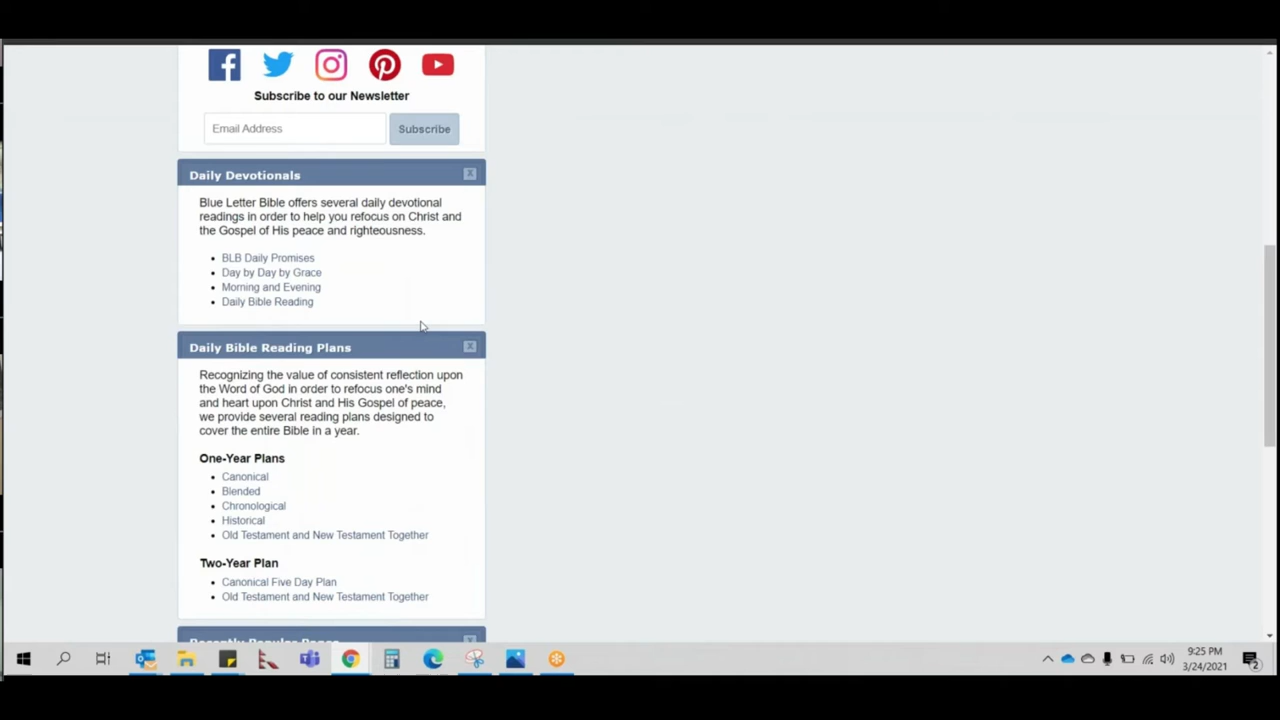 Subscribe to our Newsletter
Email Address
Subscribe
Daily Devotionals
X
Blue Letter Bible offers several daily devotional
readings in order to help you refocus on Christ and
the Gospel of His peace and righteousness.
BLB Daily Promises
Day by Day by Grace
Morning and Evening
Daily Bible Reading
Daily Bible Reading Plans
X
Recognizing the value of consistent reflection upon
the Word of God in order to refocus one's mind
and heart upon Christ and His Gospel of peace,
we provide several reading plans designed to
cover the entire Bible in a year.
One-Year Plans
Canonical
Blended
Chronological
Historical
Old Testament and New Testament Together
Two-Year Plan
Canonical Five Day Plan
Old Testament and New Testament Together
Recently Popular Pages
9:25 PM
3/24/2021
2